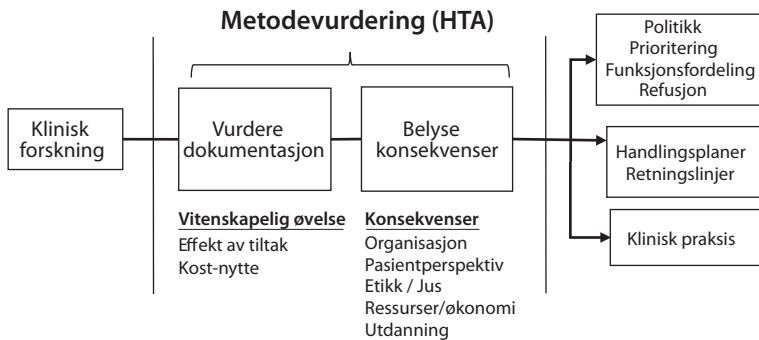 Metodevurdering (HTA)
Klinisk
forskning
Vurdere
dokumentasjon
Belyse
konsekvenser
Vitenskapelig øvelse
Effekt av tiltak
Kost-nytte
Konsekvenser
Organisasjon
Pasientperspektiv
Etikk / Jus
Ressurser/økonomi
Utdanning
Politikk
Prioritering
Funksjonsfordeling
Refusjon
Handlingsplaner
Retningslinjer
Klinisk praksis